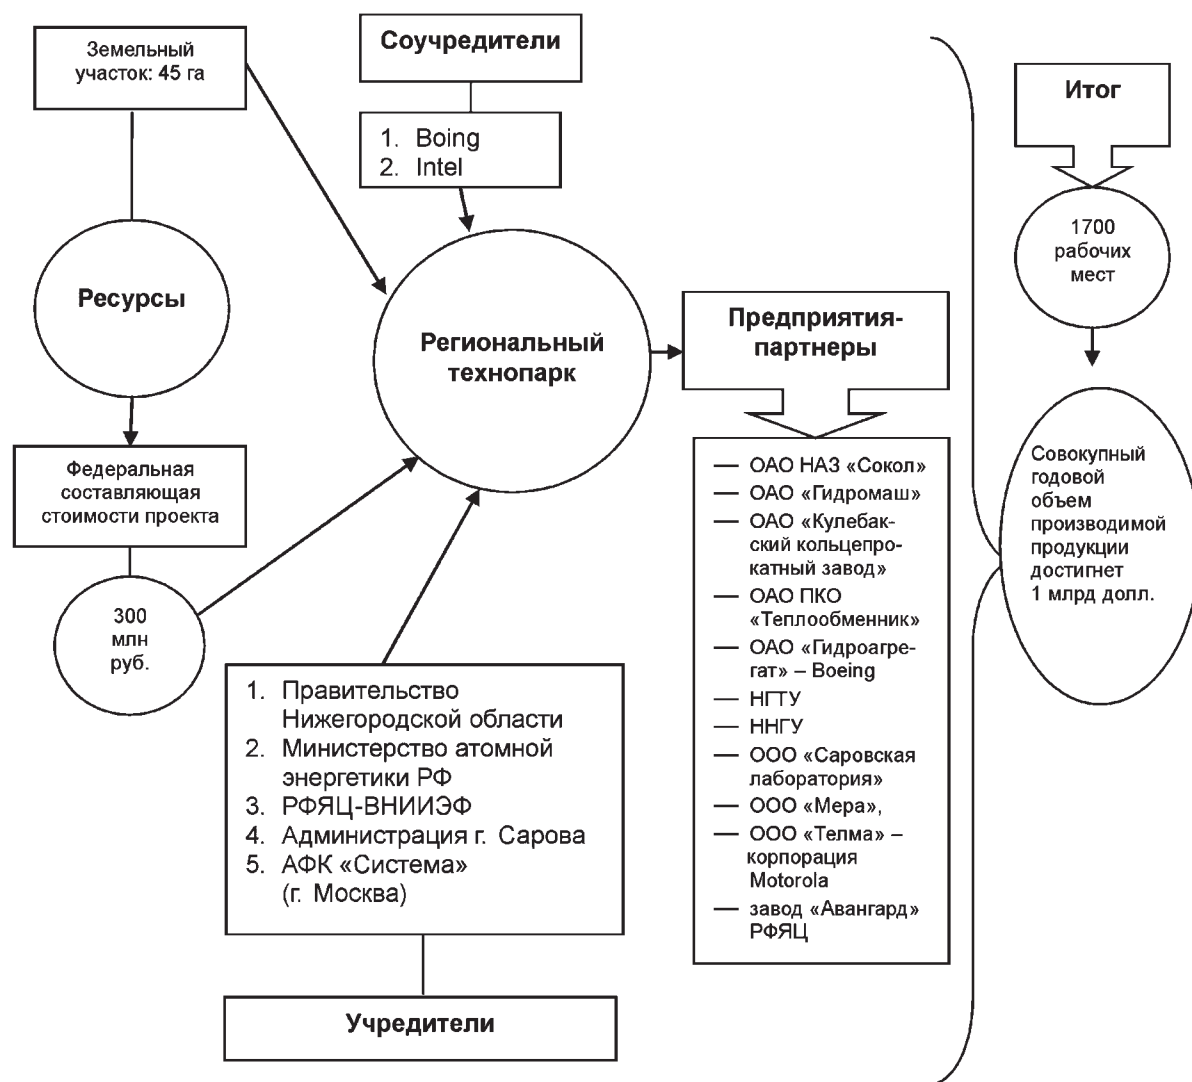 Земельный
участок: 45 га
Ресурсы
Федеральная
составляющая
стоимости проекта
300
млн
руб.
Соучредители
1. Boing
2. Intel
Региональный
технопарк
1. Правительство
Нижегородской области
2. Министерство атомной
энергетики РФ
3. РФЯЦ-ВНИИЭФ
4. Администрация г. Сарова
5. АФК «Система»
(г. Москва)
Учредители
Предприятия-
партнеры
— ОАО НАЗ «Сокол»
— ОАО «Гидромаш»
— ОАО «Кулебак-
ский кольцепро-
катный завод»
— ОАО ПКО
«Теплообменник»
— ОАО «Гидроагре-
гат» – Boeing
— НГТУ
— ННГУ
— ООО «Саровская
лаборатория»
— ООО «Мера»,
— ООО «Телма» –
корпорация
Motorola
— завод «Авангард»
РФЯЦ
Итог
1700
рабочих
мест
Совокупный
годовой
объем
производимой
продукции
достигнет
1 млрд долл.